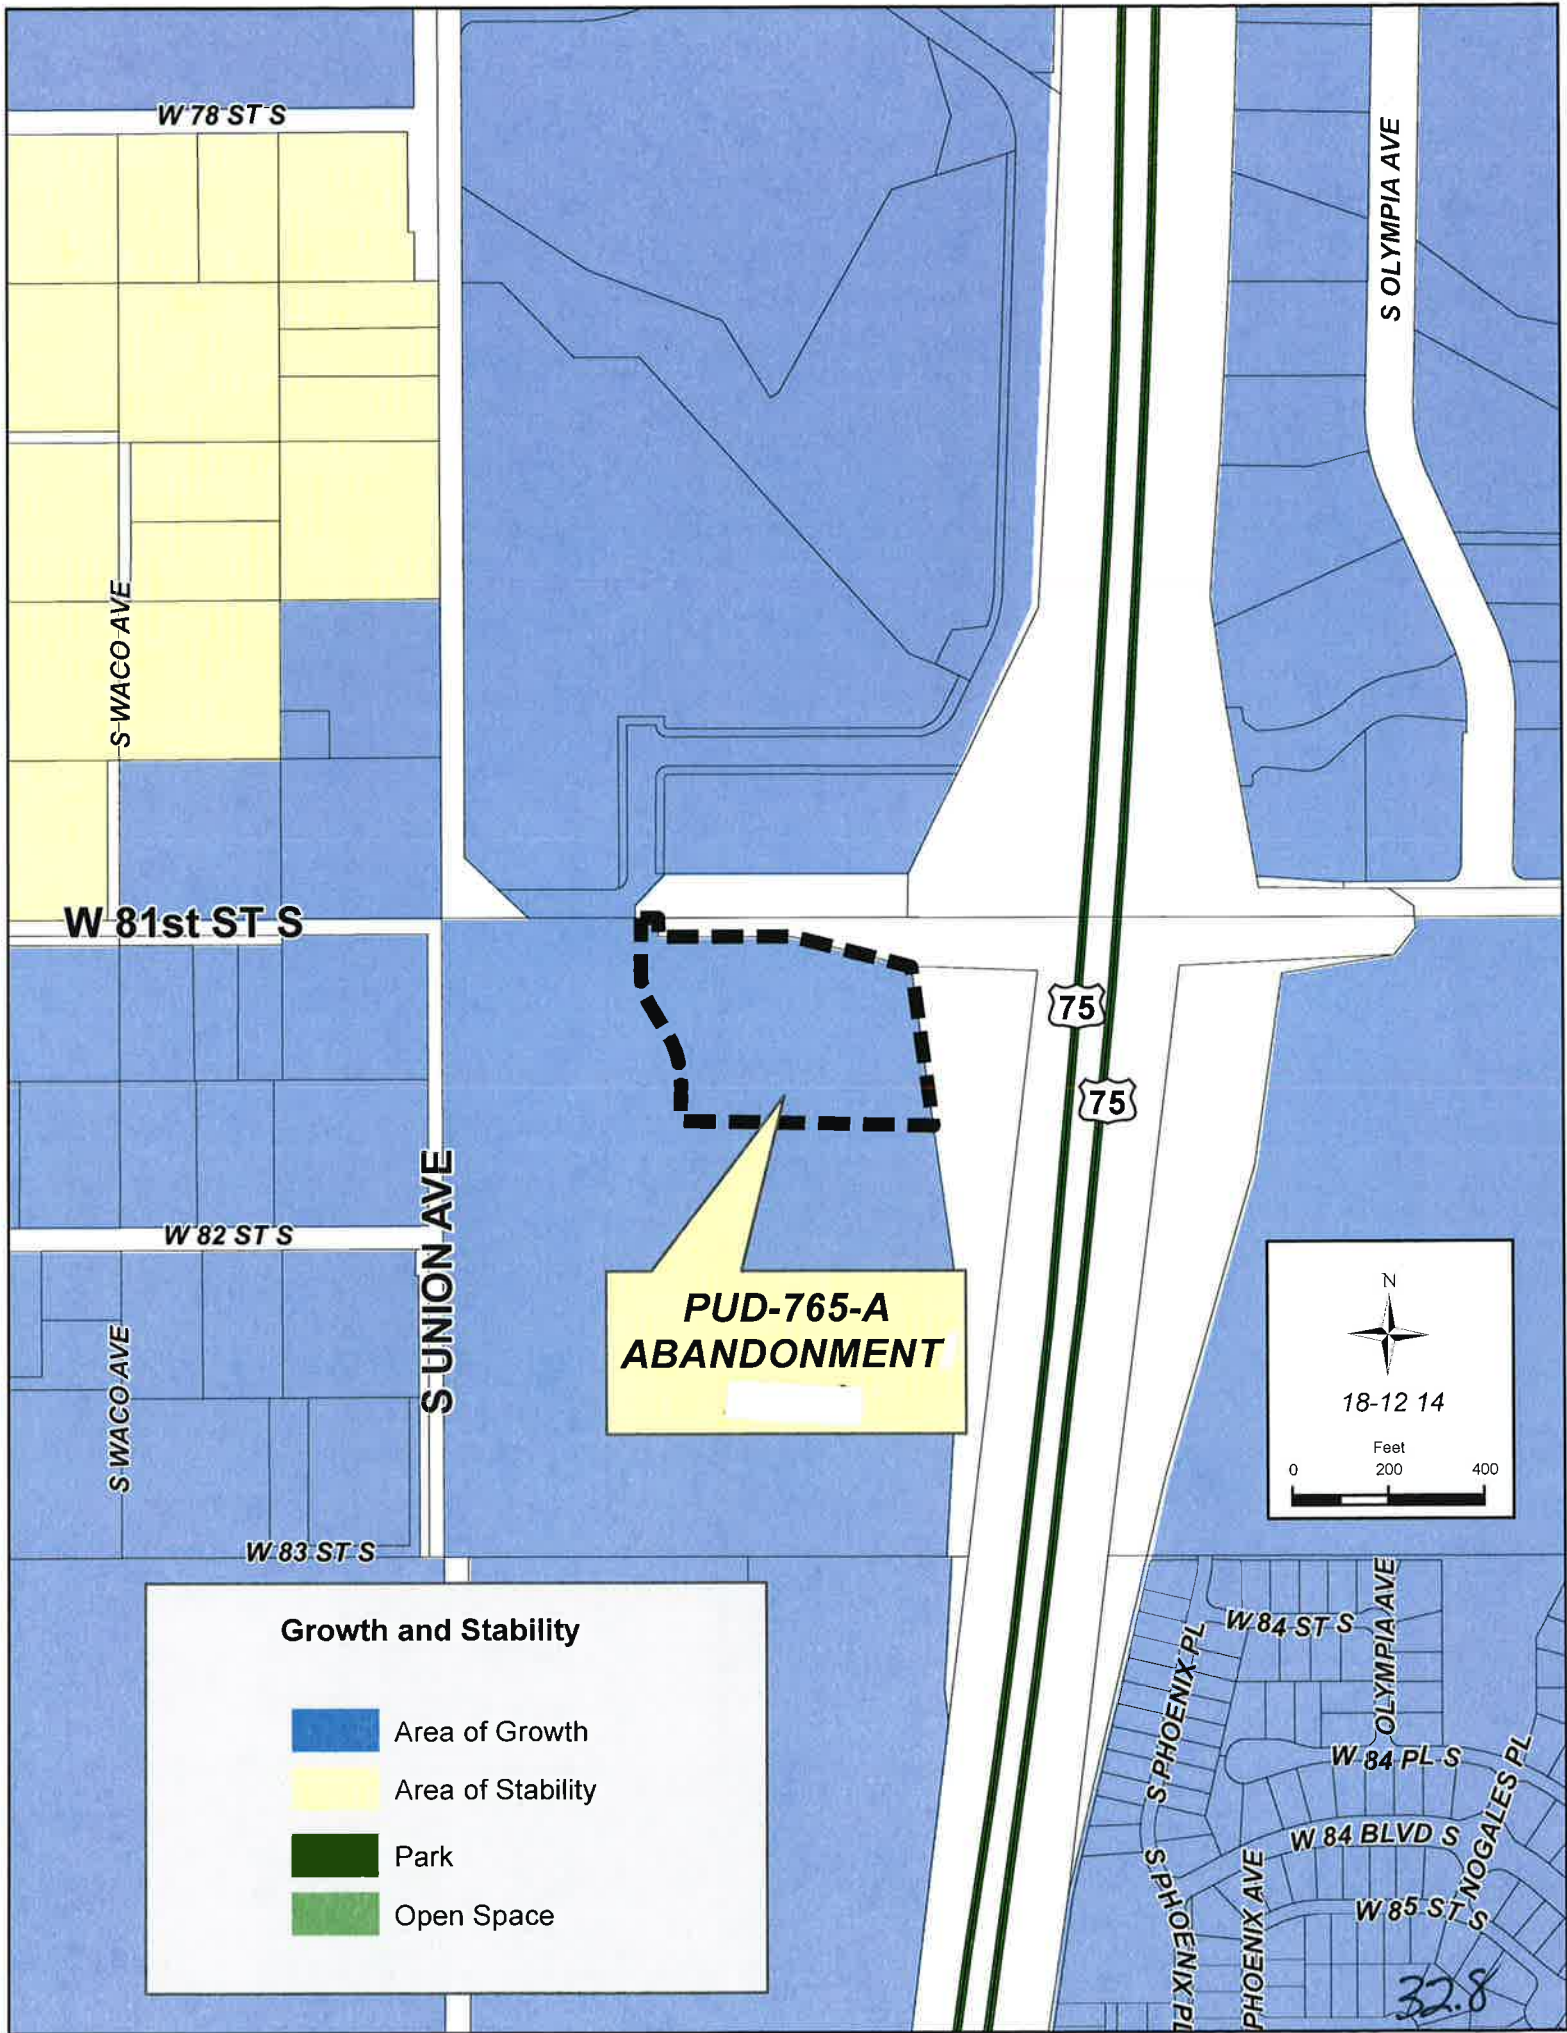 W 78 ST S
S OLYMPIA AVE
S WACO AVE
W 81st ST S
75
75
S UNION AVE
W 82 ST S
PUD-765-A
ABANDONMENT
N
18-12 14
Feet
0 200 400
S WACO AVE
W 83 ST S
Growth and Stability
Area of Growth
Area of Stability
Park
Open Space
W 84 ST S
OLYMPIA AVE
S PHOENIX PL
W 84 PL S
NOGALES PL
W 84 BLVD S
S PHOENIX PL
PHOENIX AVE
W 85 ST S
32.8